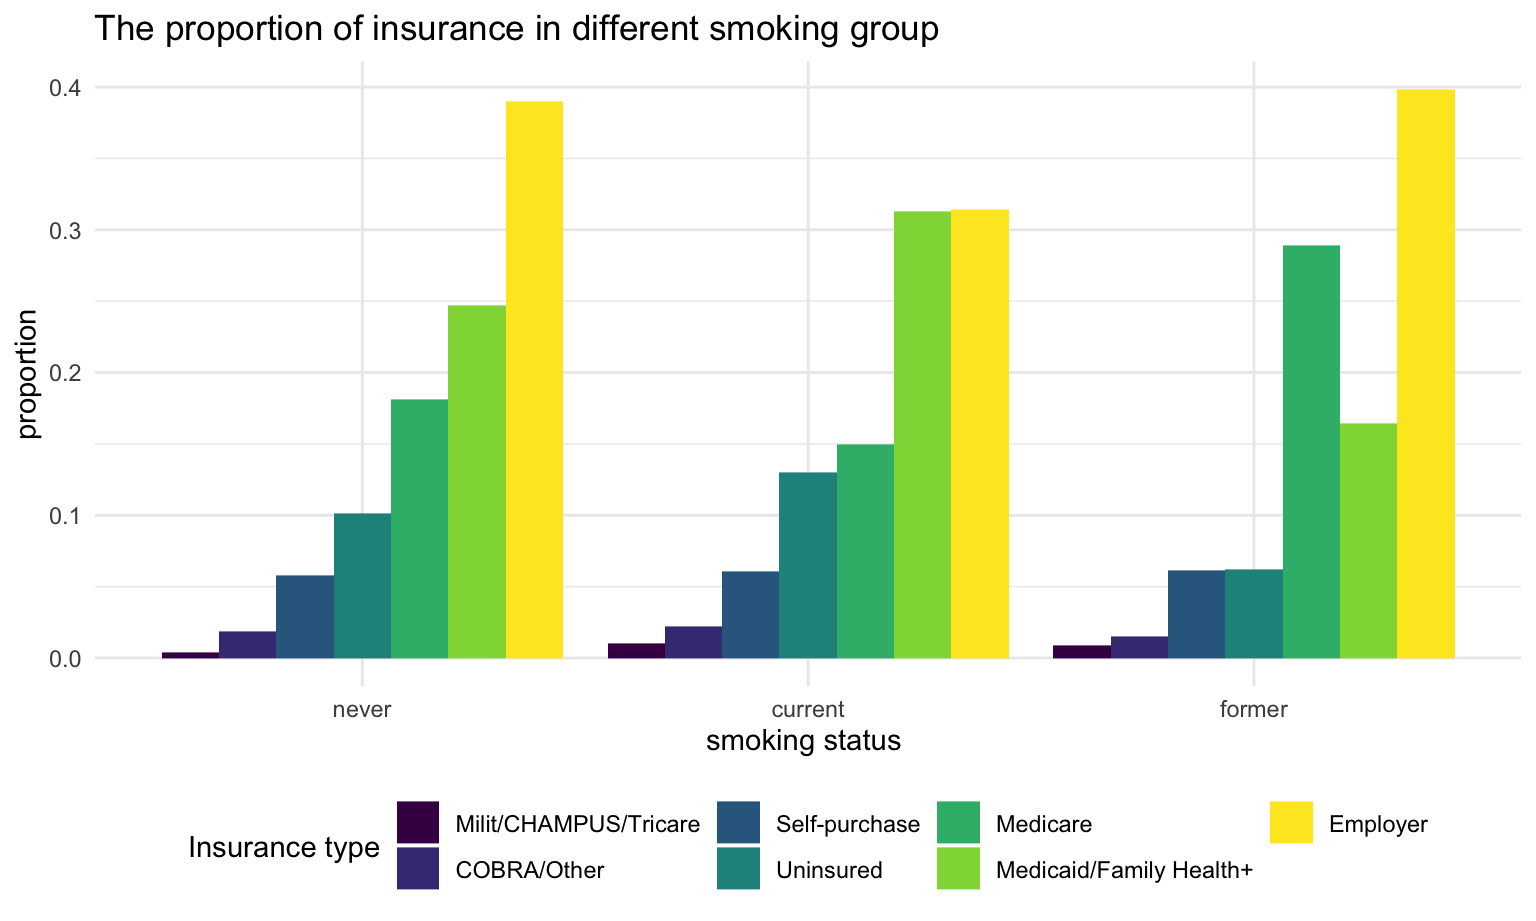 The proportion of insurance in different smoking group
0.4
0.3
0.2
0.1
0.0
proportion
never current former
smoking status
Insurance type
Milit/CHAMPUS/Tricare Self-purchase Medicare Employer
COBRA/Other Uninsured Medicaid/Family Health+